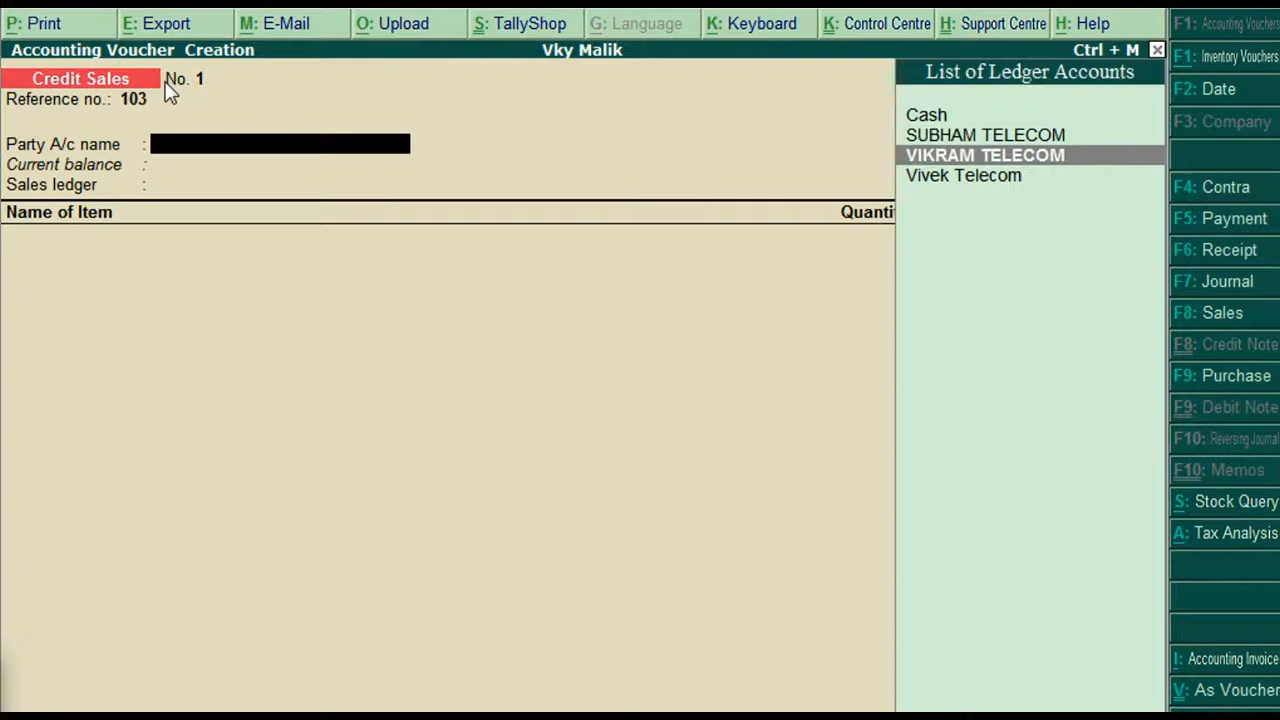 P: Print E: Export M: E-Mail O: Upload S: TallyShop G: Language K: Keyboard K: Control Centre H: Support Centre H: Help
Accounting Voucher Creation Vky Malik Ctrl + M
Credit Sales No. 1
Reference no.: 103
Party A/c name :
Current balance :
Sales ledger :
Name of Item Quanti
List of Ledger Accounts
Cash
SUBHAM TELECOM
VIKRAM TELECOM
Vivek Telecom
F1: Accounting Vouchers
F1: Inventory Vouchers
F2: Date
F3: Company
F4: Contra
F5: Payment
F6: Receipt
F7: Journal
F8: Sales
F8: Credit Note
F9: Purchase
F9: Debit Note
F10: Reversing Journal
F10: Memos
S: Stock Query
A: Tax Analysis
I: Accounting Invoice
V: As Voucher